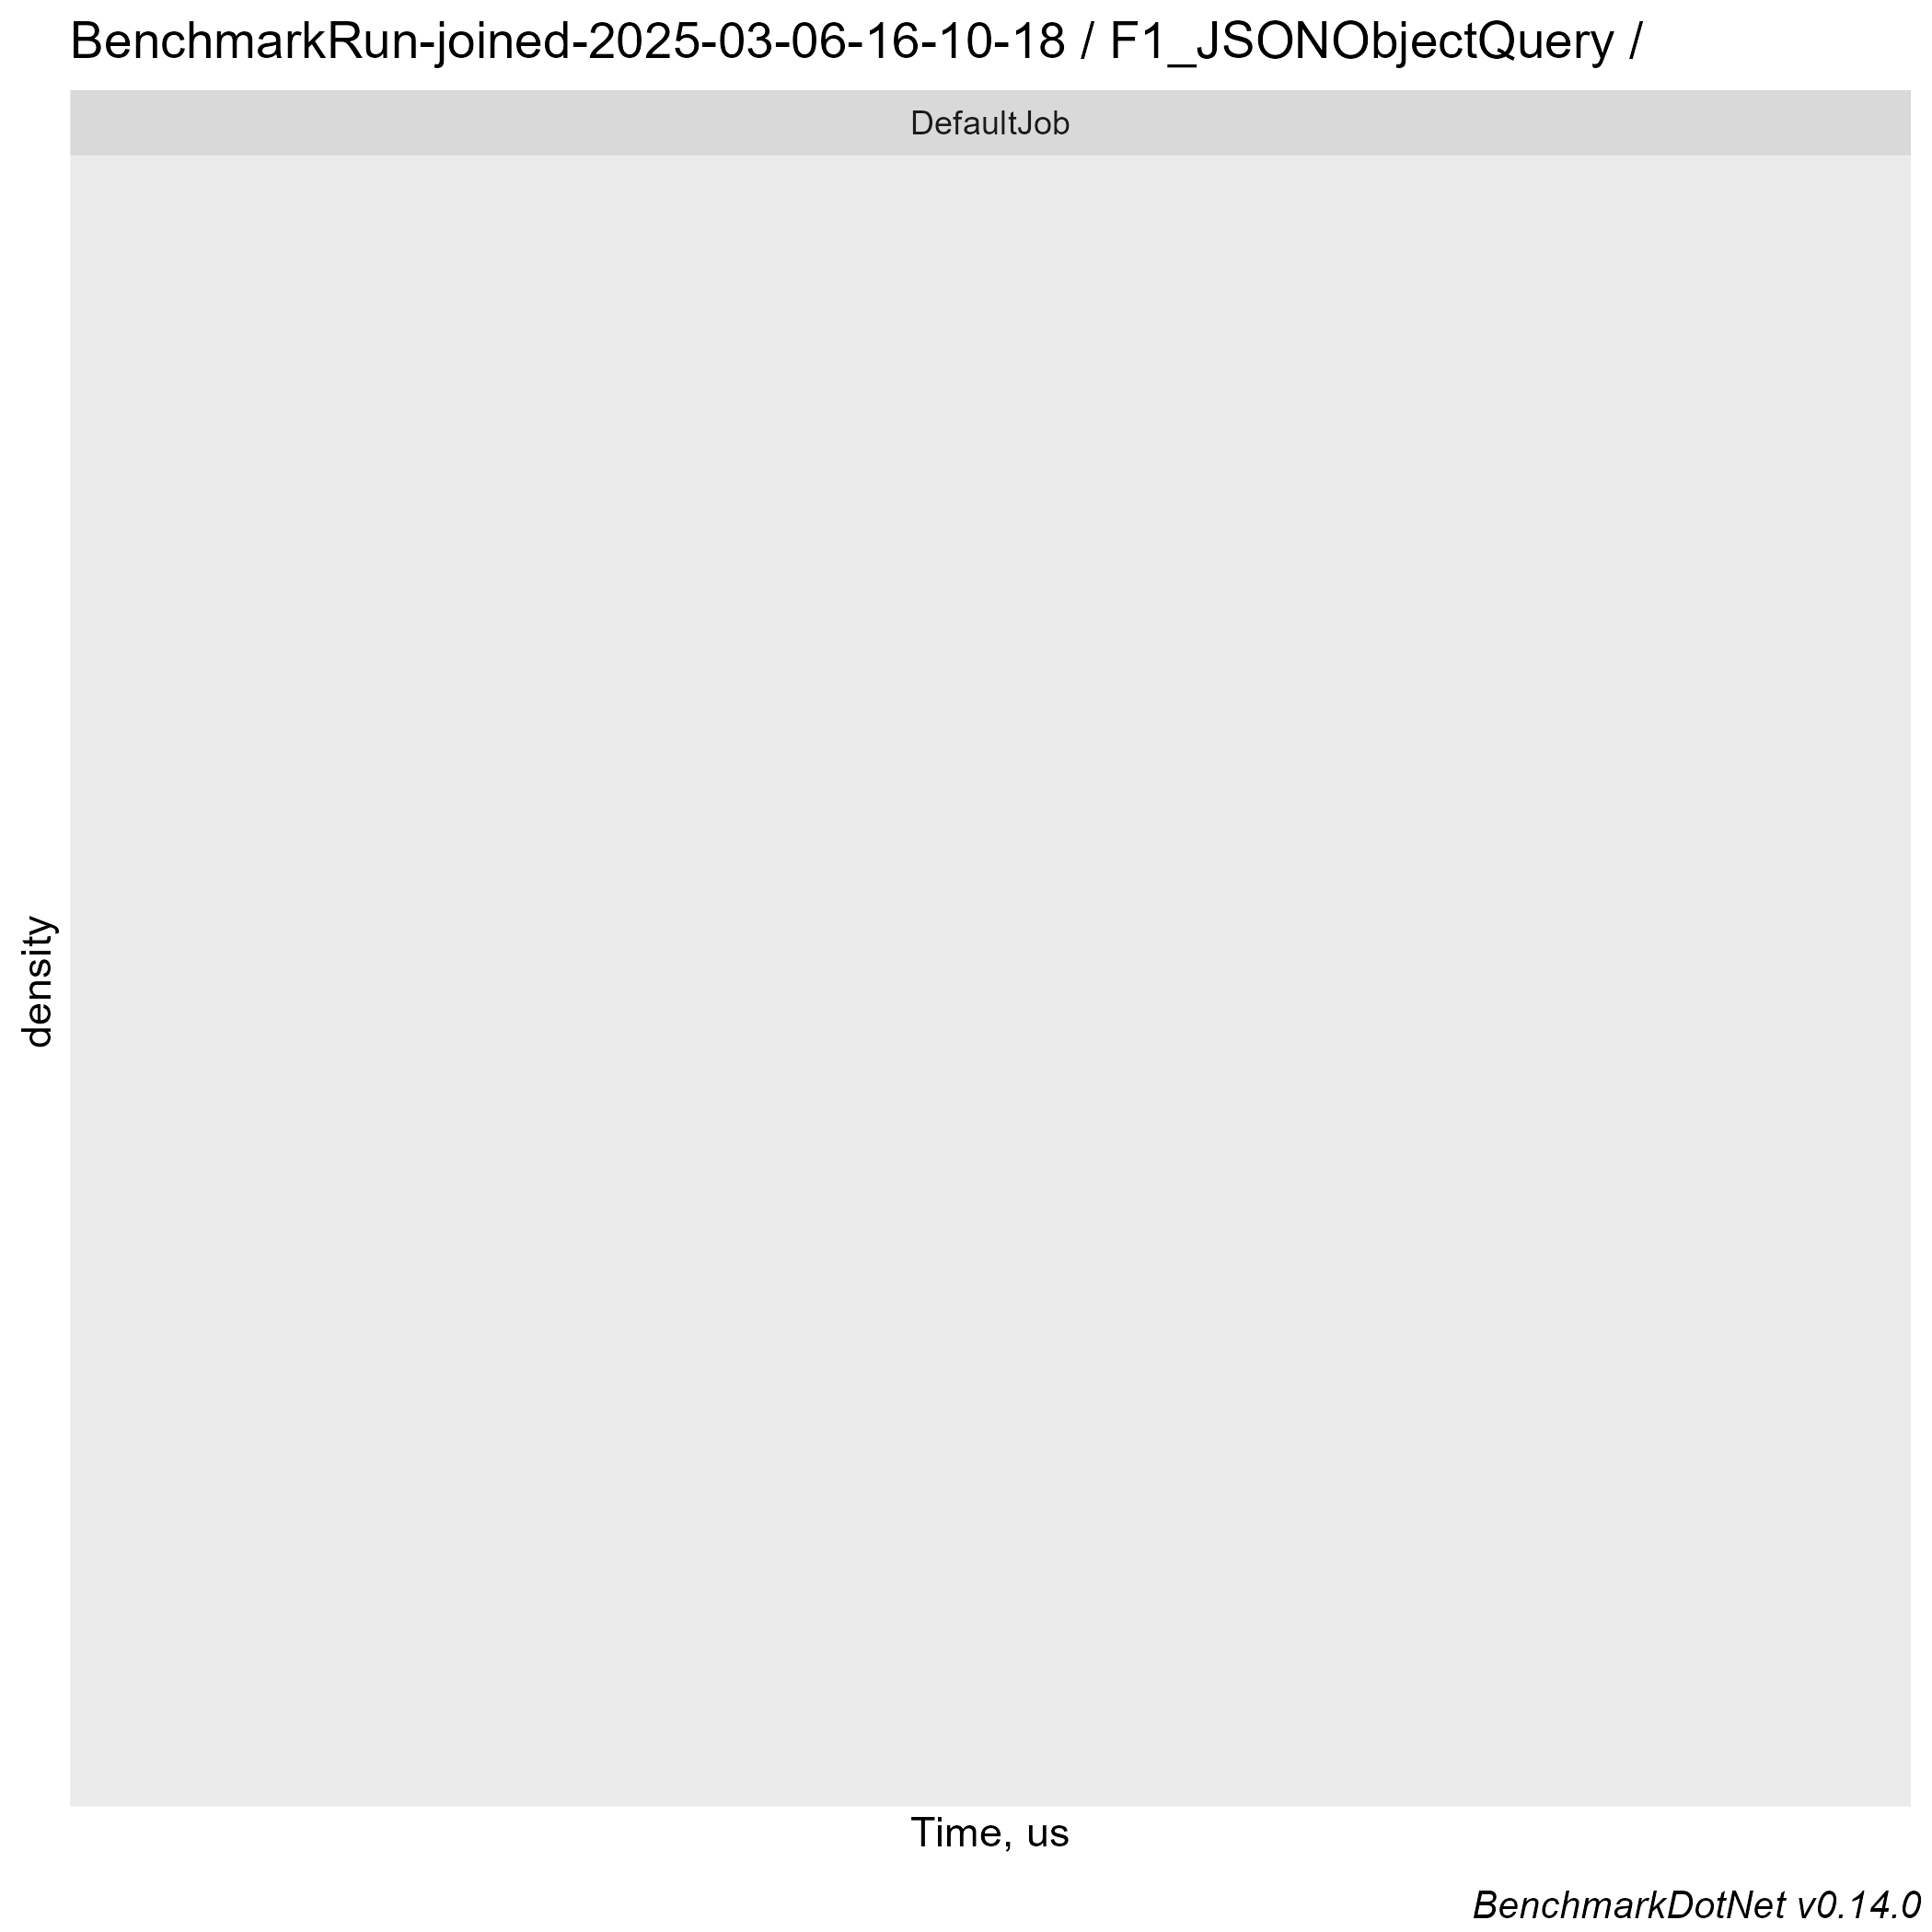 BenchmarkRun-joined-2025-03-06-16-10-18 / F1_JSONObjectQuery /
DefaultJob
density
Time, us
BenchmarkDotNet v0.14.0